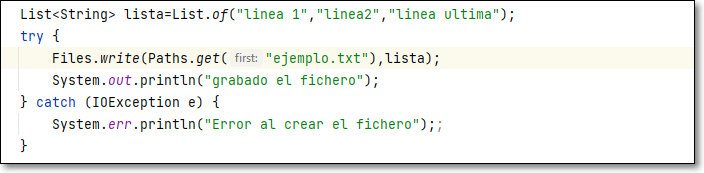 List<String> lista=List.of("linea 1","linea2","linea ultima");
try {
Files.write(Paths.get( first: "ejemplo.txt"),lista);
System.out.println("grabado el fichero");
} catch (IOException e) {
System.err.println("Error al crear el fichero");;
}